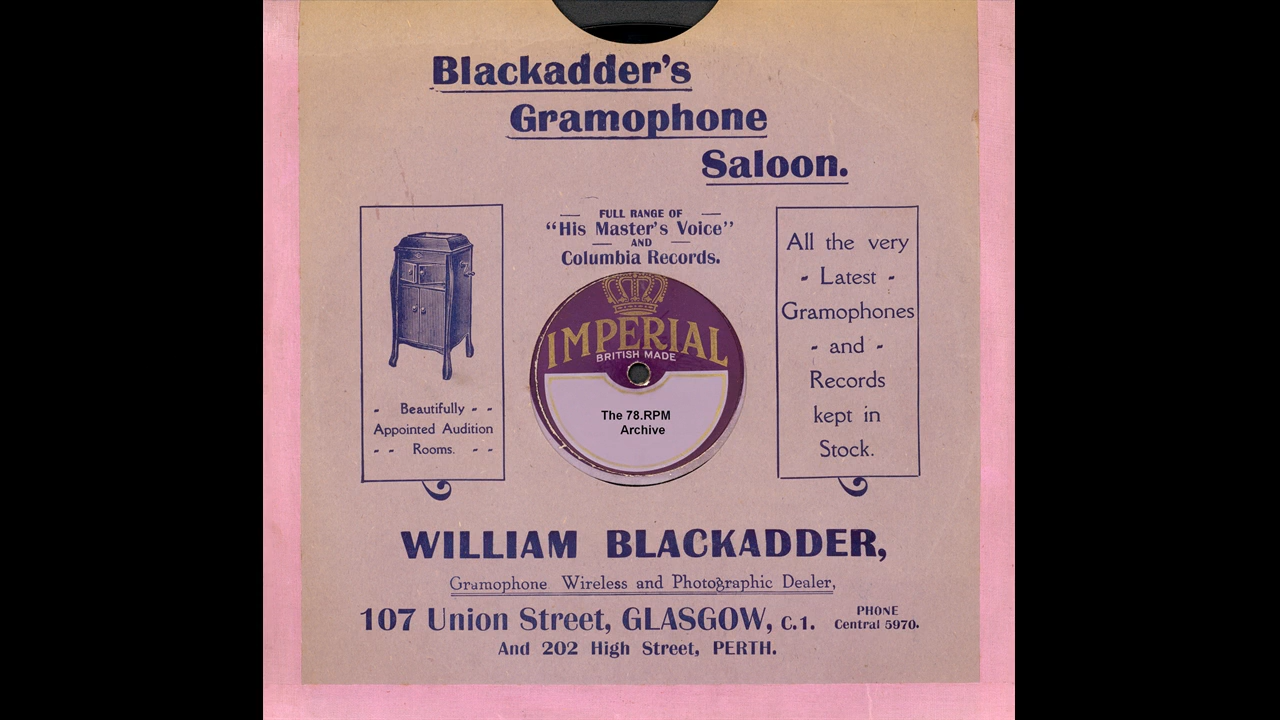 Blackadder's
Gramophone
Saloon.
FULL RANGE OF
"His Master's Voice"
AND
Columbia Records.
- Beautifully - -
Appointed Audition
- - Rooms. - -
IMPERIAL
BRITISH MADE
The 78.RPM
Archive
All the very
- Latest -
Gramophones
- and -
Records
kept in
Stock.
WILLIAM BLACKADDER,
Gramophone Wireless and Photographic Dealer,
107 Union Street, GLASGOW, C.1.
PHONE
Central 5970.
And 202 High Street, PERTH.